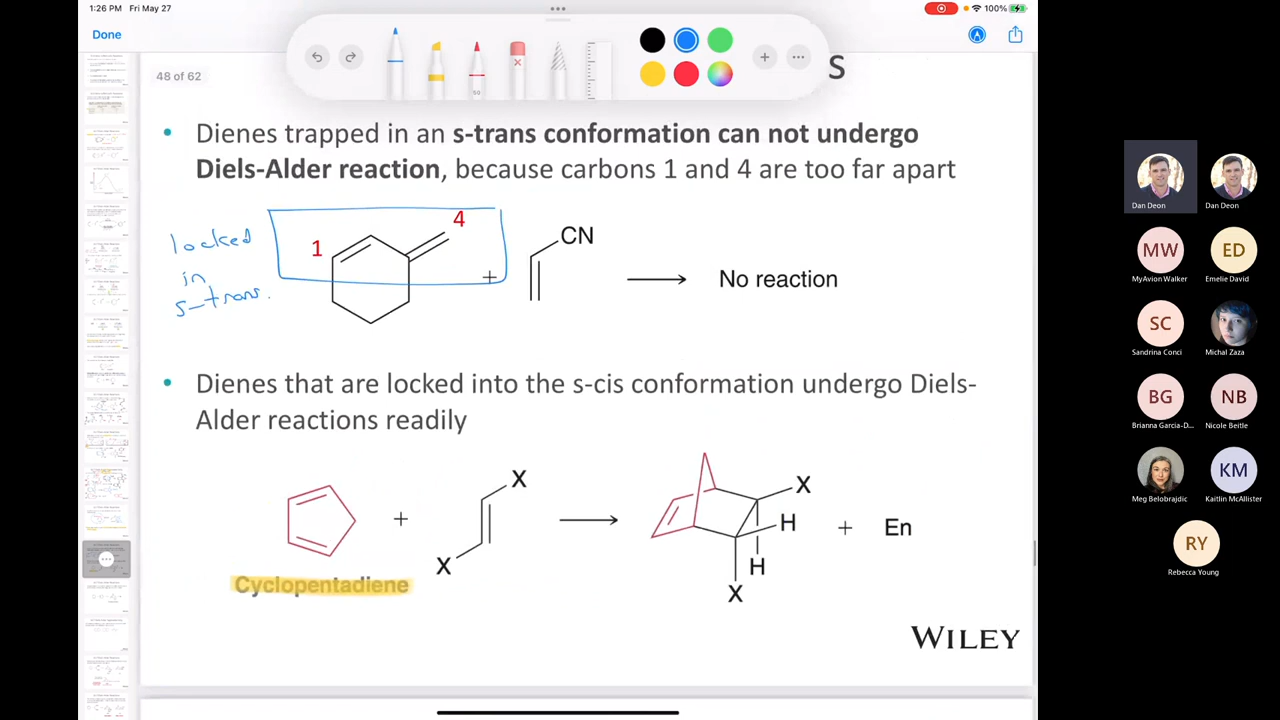 1:26 PM Fri May 27
100%
Done
48 of 62
S
• Dienes trapped in an s-trans conformation can not undergo
Diels-Alder reaction, because carbons 1 and 4 are too far apart
locked
in
s-trans
1
4
+
CN
No reaction
• Dienes that are locked into the s-cis conformation undergo Diels-
Alder reactions readily
Cyclopentadiene
+
X
X
X
H
H
X
+ En
WILEY
Dan Deon
Dan Deon
MW
MyAvion Walker
ED
Emelie David
SC
Sandrina Conci
Michal Zaza
BG
Brianna Garcia-D...
NB
Nicole Beitle
Meg Belobrajdic
KM
Kaitlin McAllister
RY
Rebecca Young